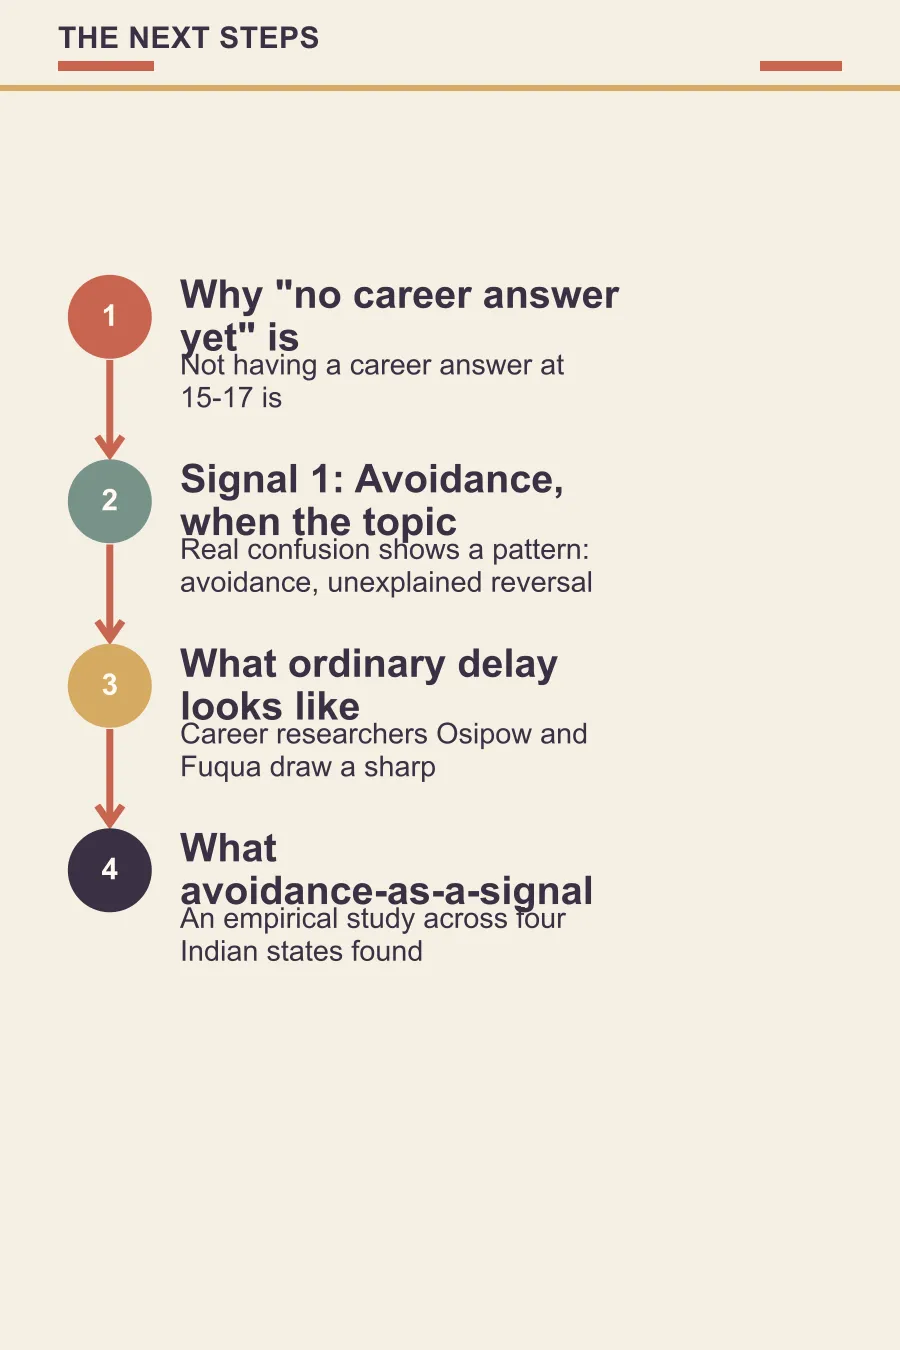 THE NEXT STEPS
1
Why "no career answer
yet" is
Not having a career answer at
15-17 is
2
Signal 1: Avoidance,
when the topic
Real confusion shows a pattern:
avoidance, unexplained reversal
3
What ordinary delay
looks like
Career researchers Osipow and
Fuqua draw a sharp
4
What
avoidance-as-a-signal
An empirical study across four
Indian states found